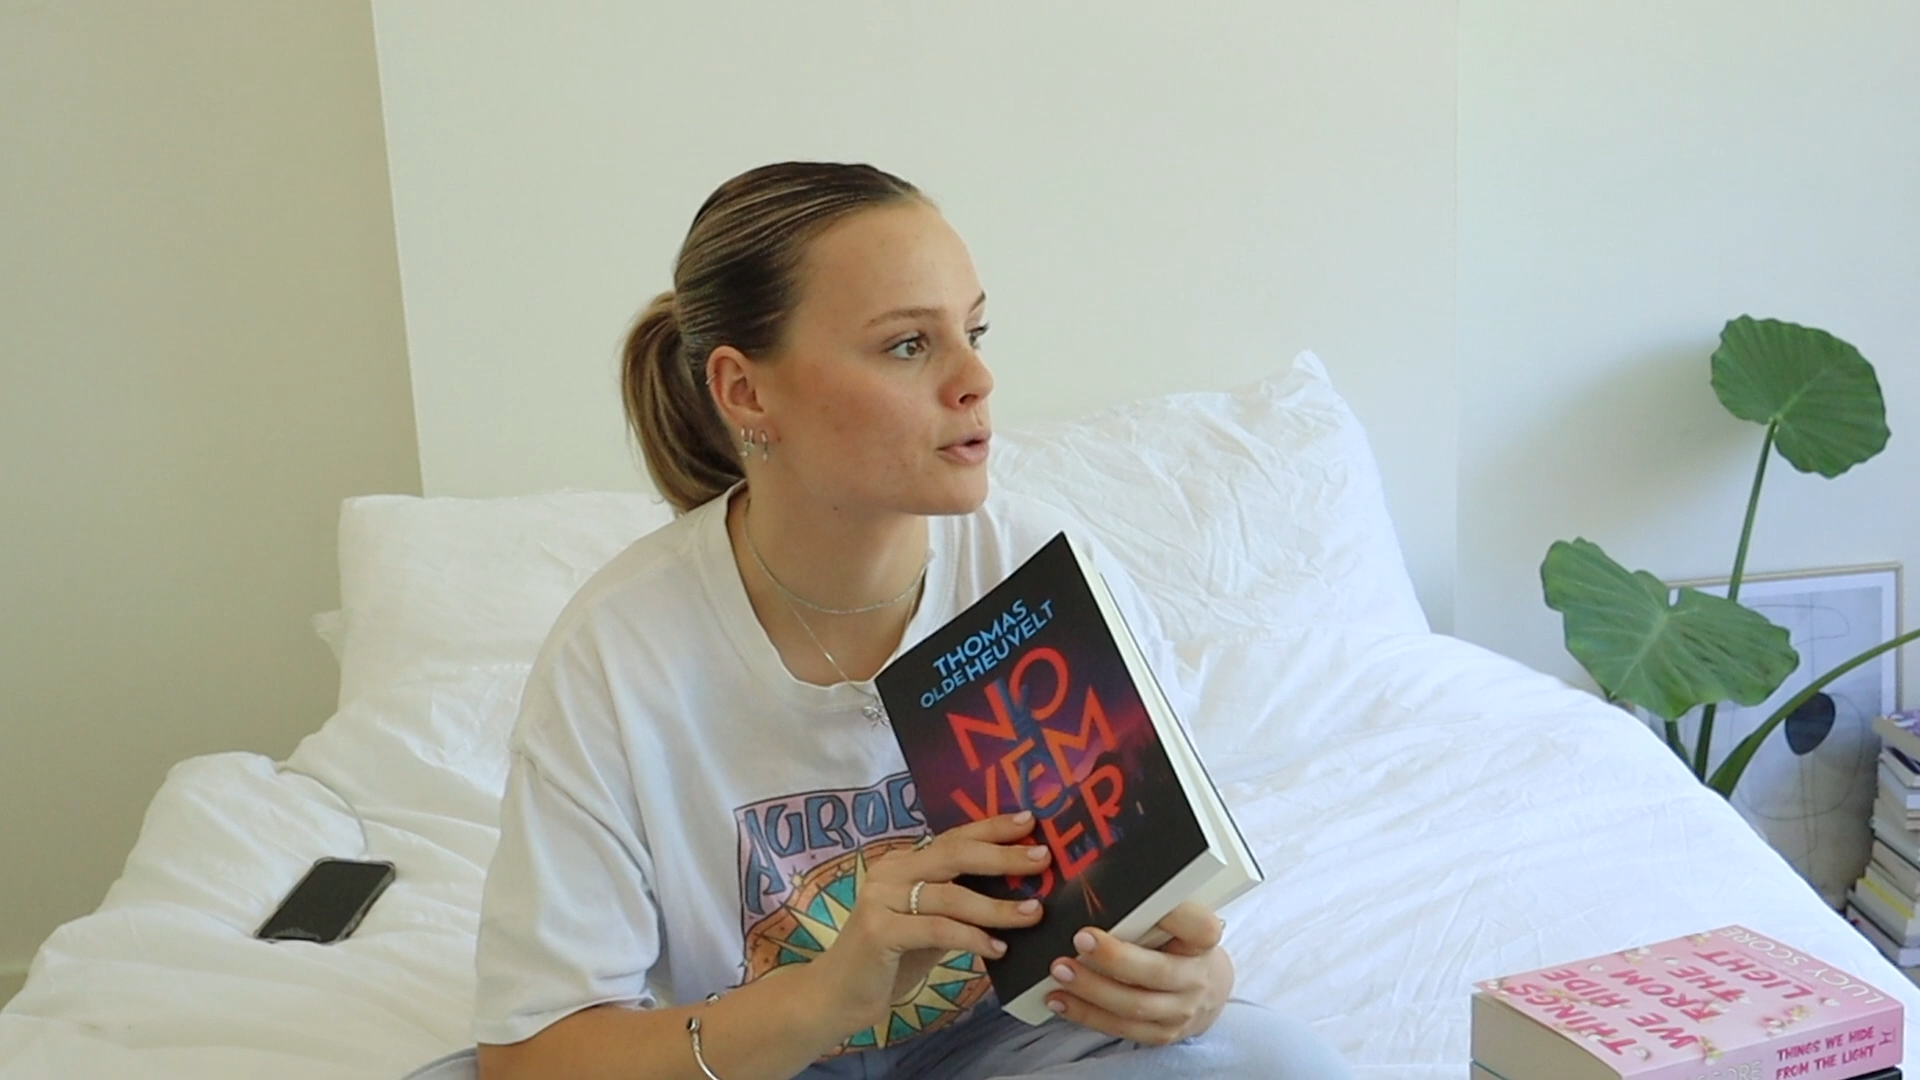 THOMAS
OLDE HEUVELT
NO
VEM
BER
AUROR
LUCY SCORE
THINGS
WE HIDE
FROM
THE
LIGHT
THINGS WE HIDE
FROM THE LIGHT